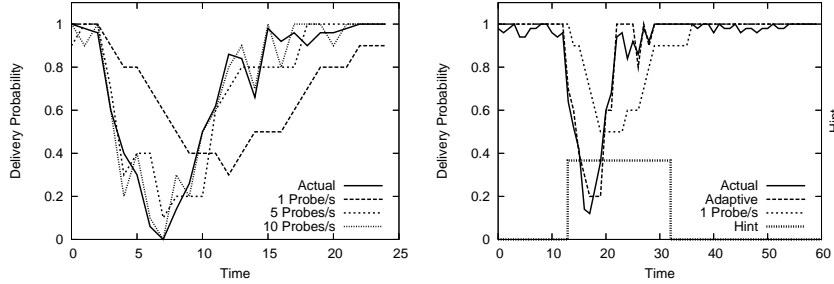 1
0.8
0.6
0.4
0.2
0
0 5 10 15 20 25
Delivery Probability
Time
Actual
1 Probe/s
5 Probes/s
10 Probes/s
1
0.8
0.6
0.4
0.2
0
0 10 20 30 40 50 60
Delivery Probability
Time
Actual
Adaptive
1 Probe/s
Hint
Hint